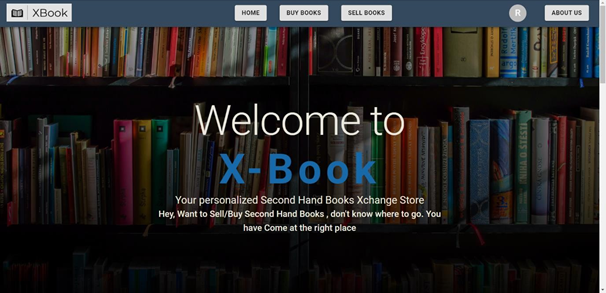 XBook
HOME
BUY BOOKS
SELL BOOKS
R
ABOUT US
Welcome to
X-Book
Your personalized Second Hand Books Xchange Store
Hey, Want to Sell/Buy Second Hand Books , don't know where to go. You
have Come at the right place